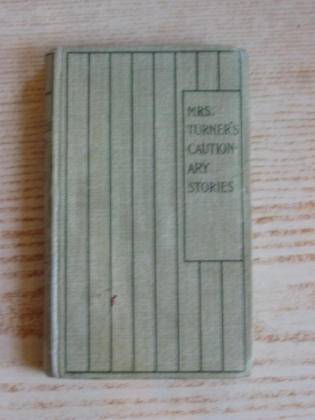 MRS.
TURNER'S
CAUTION-
ARY
STORIES